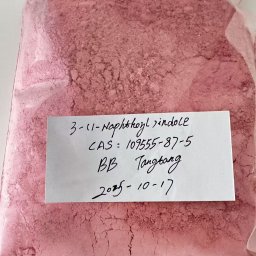 3-(1-Naphthoyl)indole
CAS: 109555-87-5
BB Tangtang
2025-10-17